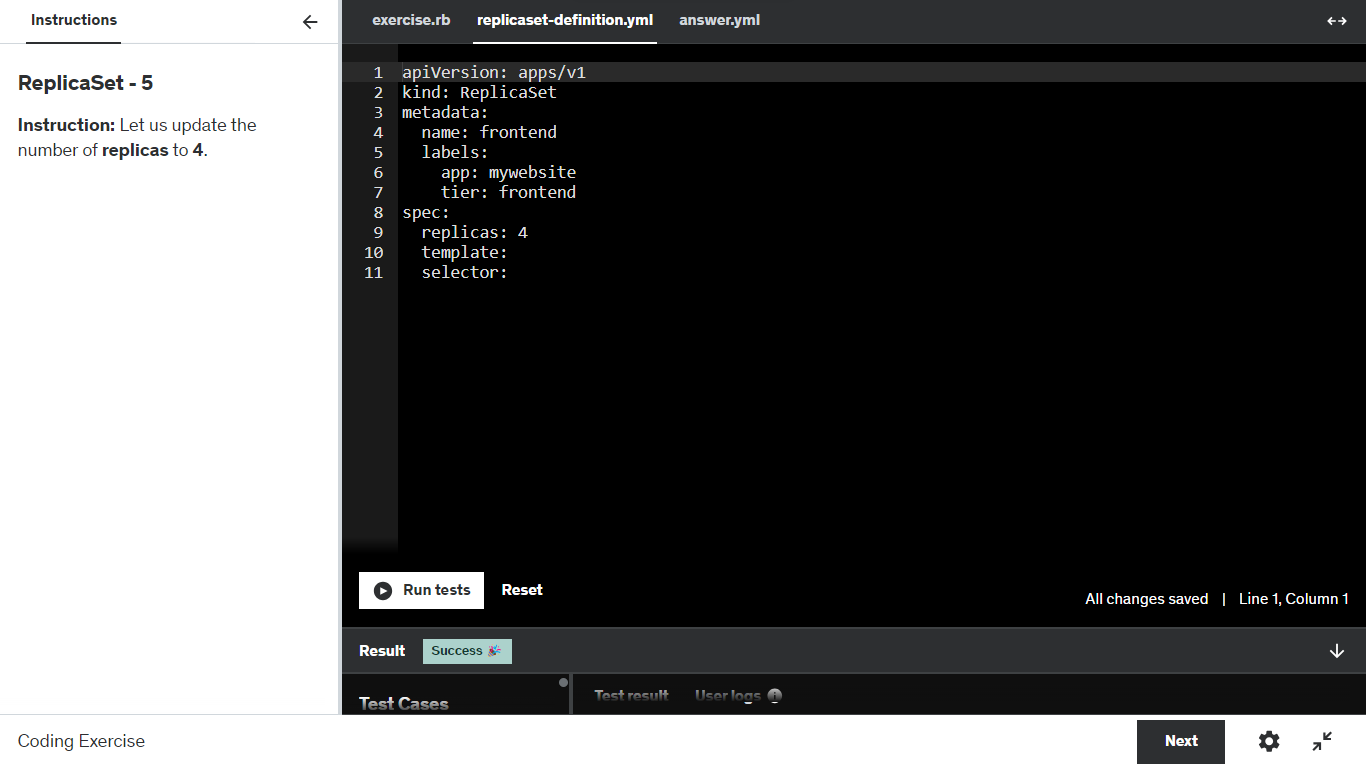 Instructions
ReplicaSet - 5
Instruction: Let us update the
number of replicas to 4.
exercise.rb replicaset-definition.yml answer.yml
1 apiVersion: apps/v1
2 kind: ReplicaSet
3 metadata:
4   name: frontend
5   labels:
6     app: mywebsite
7     tier: frontend
8 spec:
9   replicas: 4
10   template:
11   selector:
Run tests Reset
All changes saved | Line 1, Column 1
Result Success 🎉
Test Cases
Test result User logs
Coding Exercise
Next